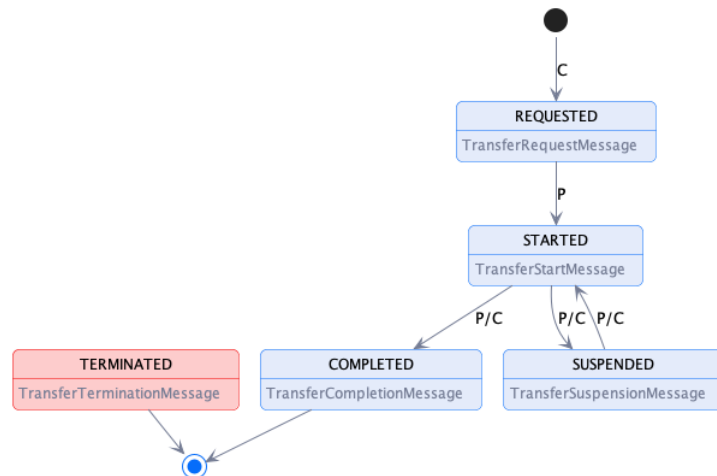 C
REQUESTED
TransferRequestMessage
P
STARTED
TransferStartMessage
P/C
P/C
P/C
TERMINATED
TransferTerminationMessage
COMPLETED
TransferCompletionMessage
SUSPENDED
TransferSuspensionMessage